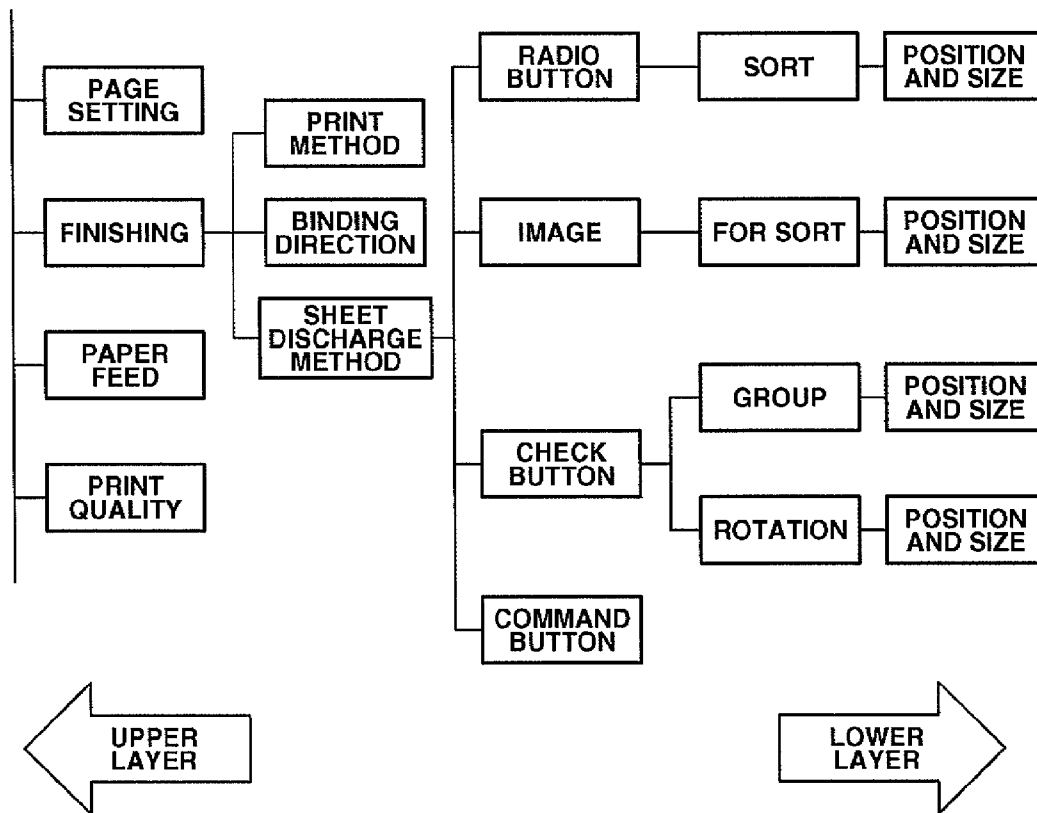 PAGE
SETTING
FINISHING
PAPER
FEED
PRINT
QUALITY
PRINT
METHOD
BINDING
DIRECTION
SHEET
DISCHARGE
METHOD
RADIO
BUTTON
SORT
POSITION
AND SIZE
IMAGE
FOR SORT
POSITION
AND SIZE
CHECK
BUTTON
GROUP
POSITION
AND SIZE
ROTATION
POSITION
AND SIZE
COMMAND
BUTTON
UPPER
LAYER
LOWER
LAYER